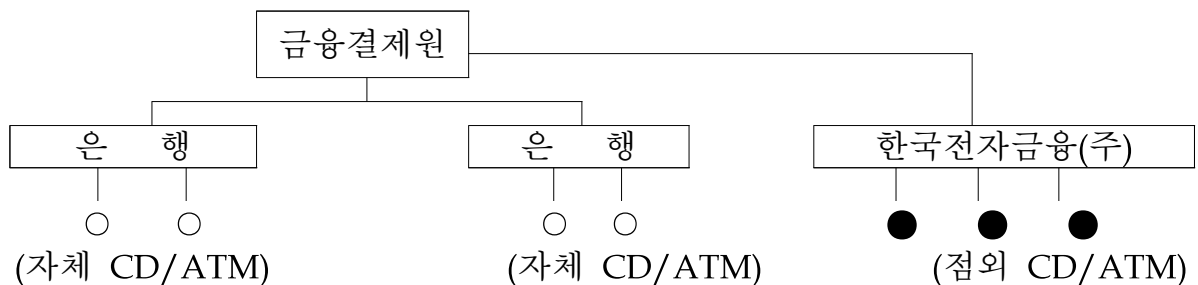 금융결제원
은 행
은 행
한국전자금융(주)
(자체 CD/ATM)
(자체 CD/ATM)
(점외 CD/ATM)